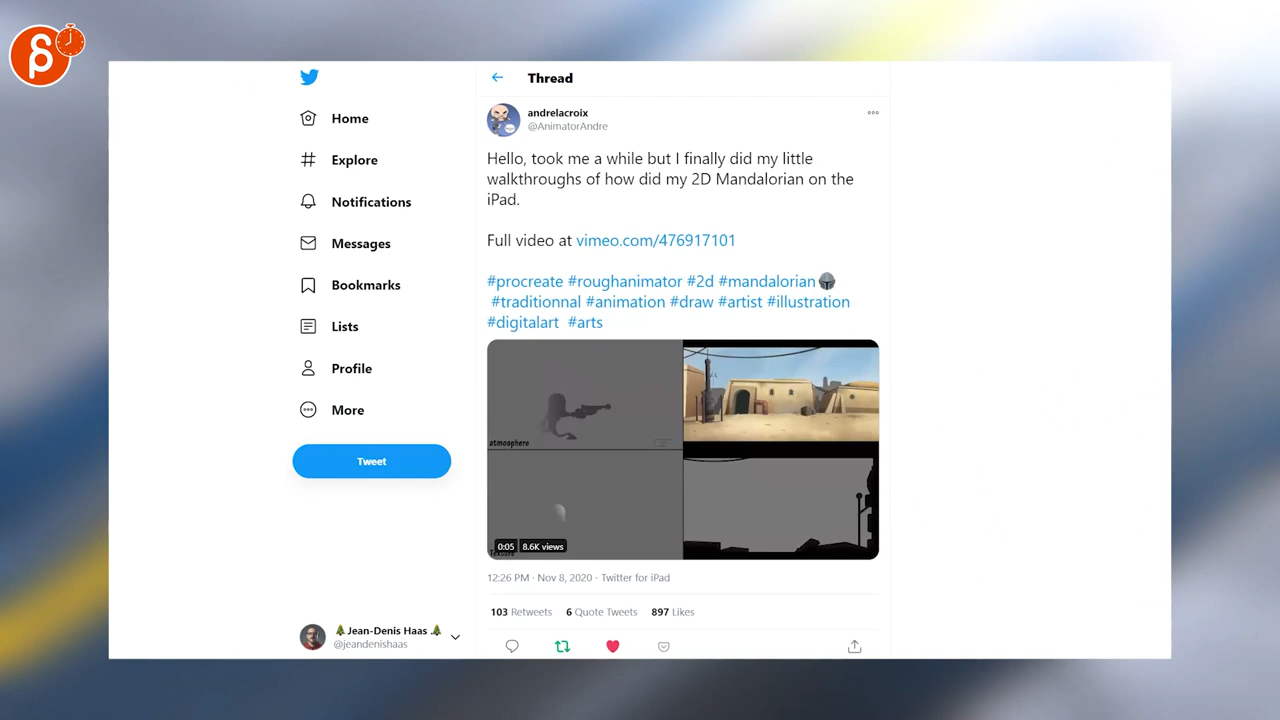 Thread
andrelacroix
@AnimatorAndre
Hello, took me a while but I finally did my little
walkthroughs of how did my 2D Mandalorian on the
iPad.
Full video at vimeo.com/476917101
#procreate #roughanimator #2d #mandalorian
#traditionnal #animation #draw #artist #illustration
#digitalart #arts
atmosphere
0:05 8.6K views
12:26 PM · Nov 8, 2020 · Twitter for iPad
103 Retweets 6 Quote Tweets 897 Likes
Home
Explore
Notifications
Messages
Bookmarks
Lists
Profile
More
Tweet
🎄Jean-Denis Haas 🎄
@jeandenishaas